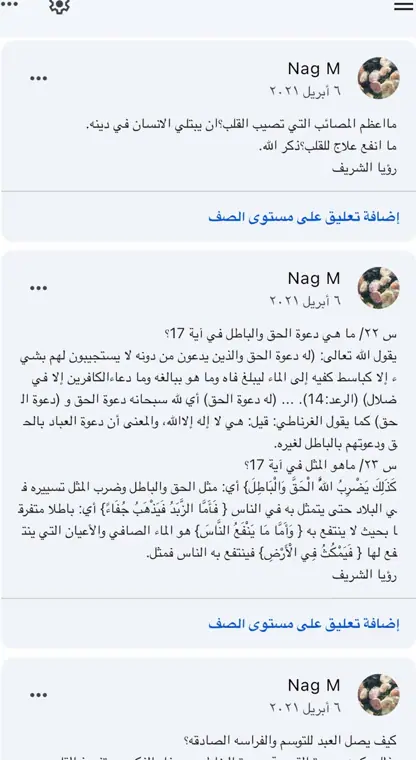 Nag M
٦ أبريل ٢٠٢١
مااعظم المصائب التي تصيب القلب؟ان يبتلي الانسان في دينه.
ما انفع علاج للقلب؟ذكر الله.
رؤيا الشريف
إضافة تعليق على مستوى الصف
Nag M
٦ أبريل ٢٠٢١
س ٢٢/ ما هي دعوة الحق والباطل في آية 17؟
يقول الله تعالى: (له دعوة الحق والذين يدعون من دونه لا يستجيبون لهم بشي
ء إلا كباسط كفيه إلى الماء ليبلغ فاه وما هو ببالغه وما دعاءالكافرين إلا في
ضلال) (الرعد:14). ... (له دعوة الحق) أي لله سبحانه دعوة الحق و (دعوة ال
حق) كما يقول الغرناطي: قيل: هي لا إله إلاالله، والمعنى أن دعوة العباد بالح
ق ودعوتهم بالباطل لغيره.
س ٢٣/ ماهو المثل في آية 17؟
كَذَلِكَ يَضْرِبُ اللَّهُ الْحَقَّ وَالْبَاطِلَ} أي: مثل الحق والباطل وضرب المثل تسييره ف
ي البلاد حتى يتمثل به في الناس { فَأَمَّا الزَّبَدُ فَيَذْهَبُ جُفَاءً} أي: باطلا متفرق
ا بحيث لا ينتفع به { وَأَمَّا مَا يَنْفَعُ النَّاسَ} هو الماء الصافي والأعيان التي ينت
فع لها { فَيَمْكُثُ فِي الْأَرْضِ} فينتفع به الناس فمثل.
رؤيا الشريف
إضافة تعليق على مستوى الصف
Nag M
٦ أبريل ٢٠٢١
كيف يصل العبد للتوسم والفراسه الصادقه؟